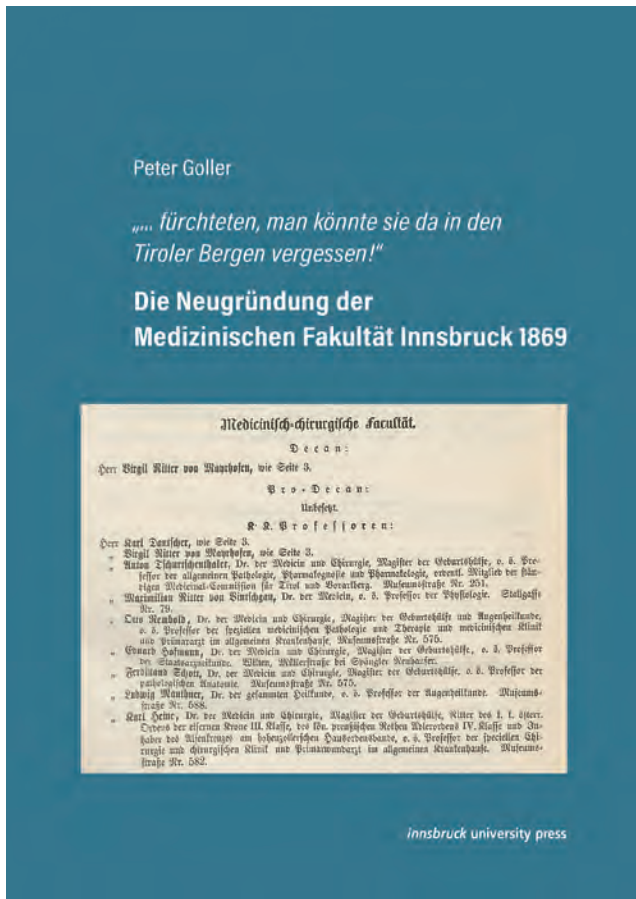 Peter Goller
„... fürchteten, man könnte sie da in den
Tiroler Bergen vergessen!“
Die Neugründung der
Medizinischen Fakultät Innsbruck 1869
Medicinisch-chirurgische Facultät.
Decan:
Herr Virgil Ritter von Mayrhofen, wie Seite 3.
Pro-Decan:
Unbesetzt.
K. K. Professoren:
Herr Karl Dantscher, wie Seite 3.
„ Virgil Ritter von Mayrhofen, wie Seite 3.
„ Anton Tschurtschenthaler, Dr. der Medicin und Chirurgie, Magister der Geburtshülfe, o. ö. Pro-
fessor der allgemeinen Pathologie, Pharmakognosie und Pharmakologie, ordentl. Mitglied der stän-
digen Medicinal-Commission für Tirol und Vorarlberg. Museumstraße Nr. 251.
„ Maximilian Ritter von Vintschgau, Dr. der Medicin, o. ö. Professor der Physiologie. Stallgasse
Nr. 79.
„ Otto Rembold, Dr. der Medicin und Chirurgie, Magister der Geburtshülfe und Augenheilkunde,
o. ö. Professor der speziellen medicinischen Pathologie und Therapie und medicinischen Klinik
und Primararzt im allgemeinen Krankenhause, Museumsstraße Nr. 575.
„ Eduard Hofmann, Dr. der Medicin und Chirurgie, Magister der Geburtshülfe, o. ö. Professor
der Staatsarzneikunde. Wilten, Müllerstraße bei Spängler Neuhauser.
„ Ferdinand Schott, Dr. der Medicin und Chirurgie, Magister der Geburtshülfe, o. ö. Professor der
pathologischen Anatomie. Museumsstraße Nr. 575.
„ Ludwig Mauthner, Dr. der gesammten Heilkunde, o. ö. Professor der Augenheilkunde. Museums-
straße Nr. 588.
„ Karl Heine, Dr. der Medicin und Chirurgie, Magister der Geburtshülfe, Ritter des k. k. österr.
Ordens der eisernen Krone III. Klasse, des kön. preußischen Rothen Adlerordens IV. Klasse und In-
haber des am hohenzollerschen Hausordensbande, o. ö. Professor der speciellen Chi-
rurgie und chirurgischen Klinik und Primarwundarzt im allgemeinen Krankenhause. Museums-
straße Nr. 582.
innsbruck university press